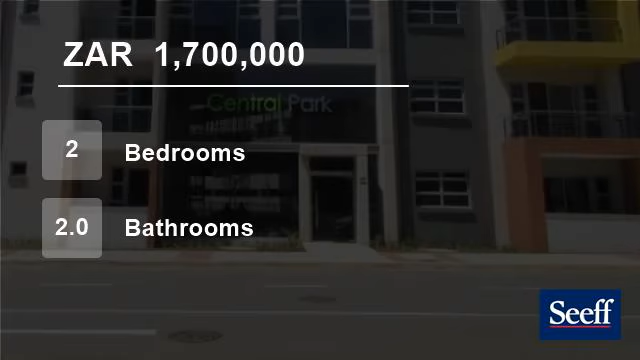 ZAR 1,700,000
Central Park
2
Bedrooms
2.0
Bathrooms
Seeff